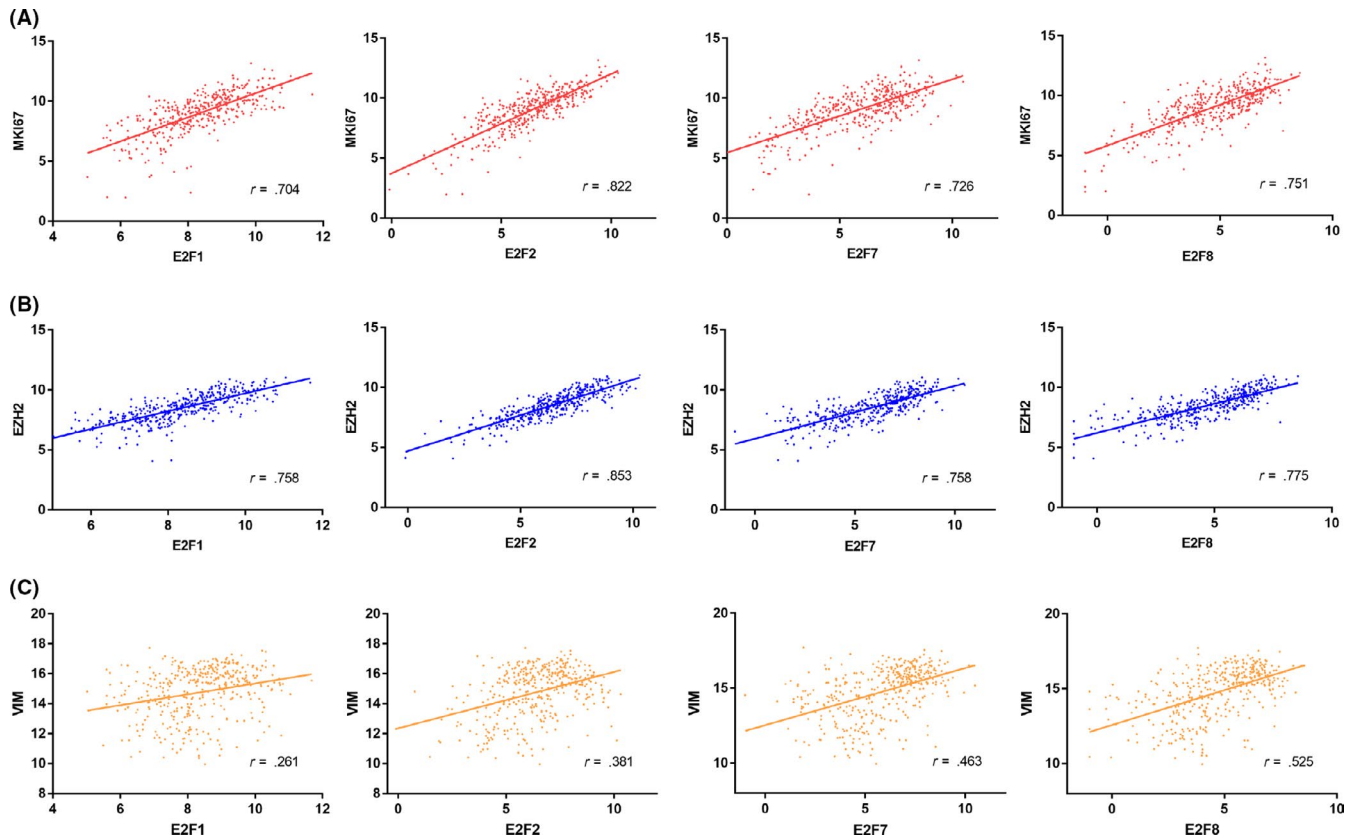 (A)
15
10
5
0
MKI67
4
6
8
10
12
E2F1
r = .704
15
10
5
0
MKI67
0
5
10
E2F2
r = .822
15
10
5
0
MKI67
0
5
10
E2F7
r = .726
15
10
5
0
MKI67
0
5
10
E2F8
r = .751
(B)
15
10
5
0
EZH2
6
8
10
12
E2F1
r = .758
15
10
5
0
EZH2
0
5
10
E2F2
r = .853
15
10
5
0
EZH2
0
5
10
E2F7
r = .758
15
10
5
0
EZH2
0
5
10
E2F8
r = .775
(C)
20
18
16
14
12
10
8
VIM
4
6
8
10
12
E2F1
r = .261
20
18
16
14
12
10
8
VIM
0
5
10
E2F2
r = .381
20
15
10
VIM
0
5
10
E2F7
r = .463
20
15
10
VIM
0
5
10
E2F8
r = .525